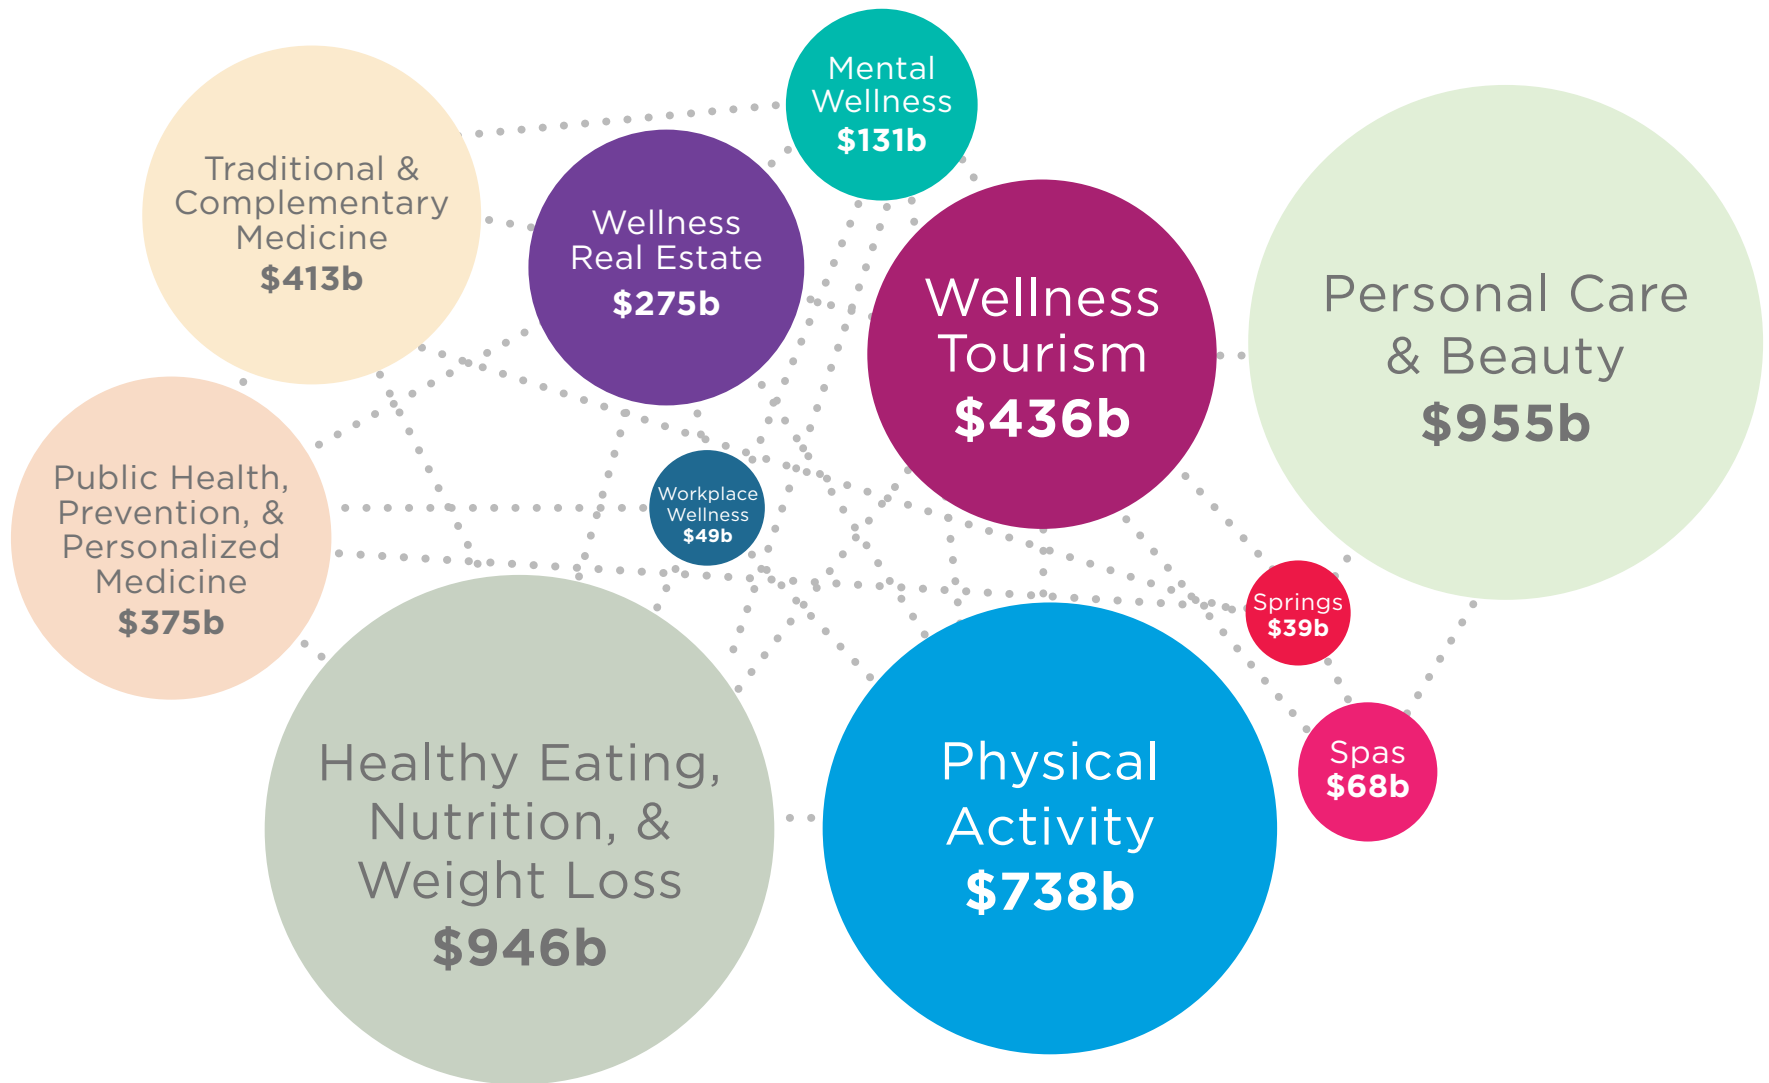 Mental
Wellness
$131b
Traditional &
Complementary
Medicine
$413b
Wellness
Real Estate
$275b
Wellness
Tourism
$436b
Personal Care
& Beauty
$955b
Public Health,
Prevention, &
Personalized
Medicine
$375b
Workplace
Wellness
$49b
Springs
$39b
Healthy Eating,
Nutrition, &
Weight Loss
$946b
Physical
Activity
$738b
Spas
$68b